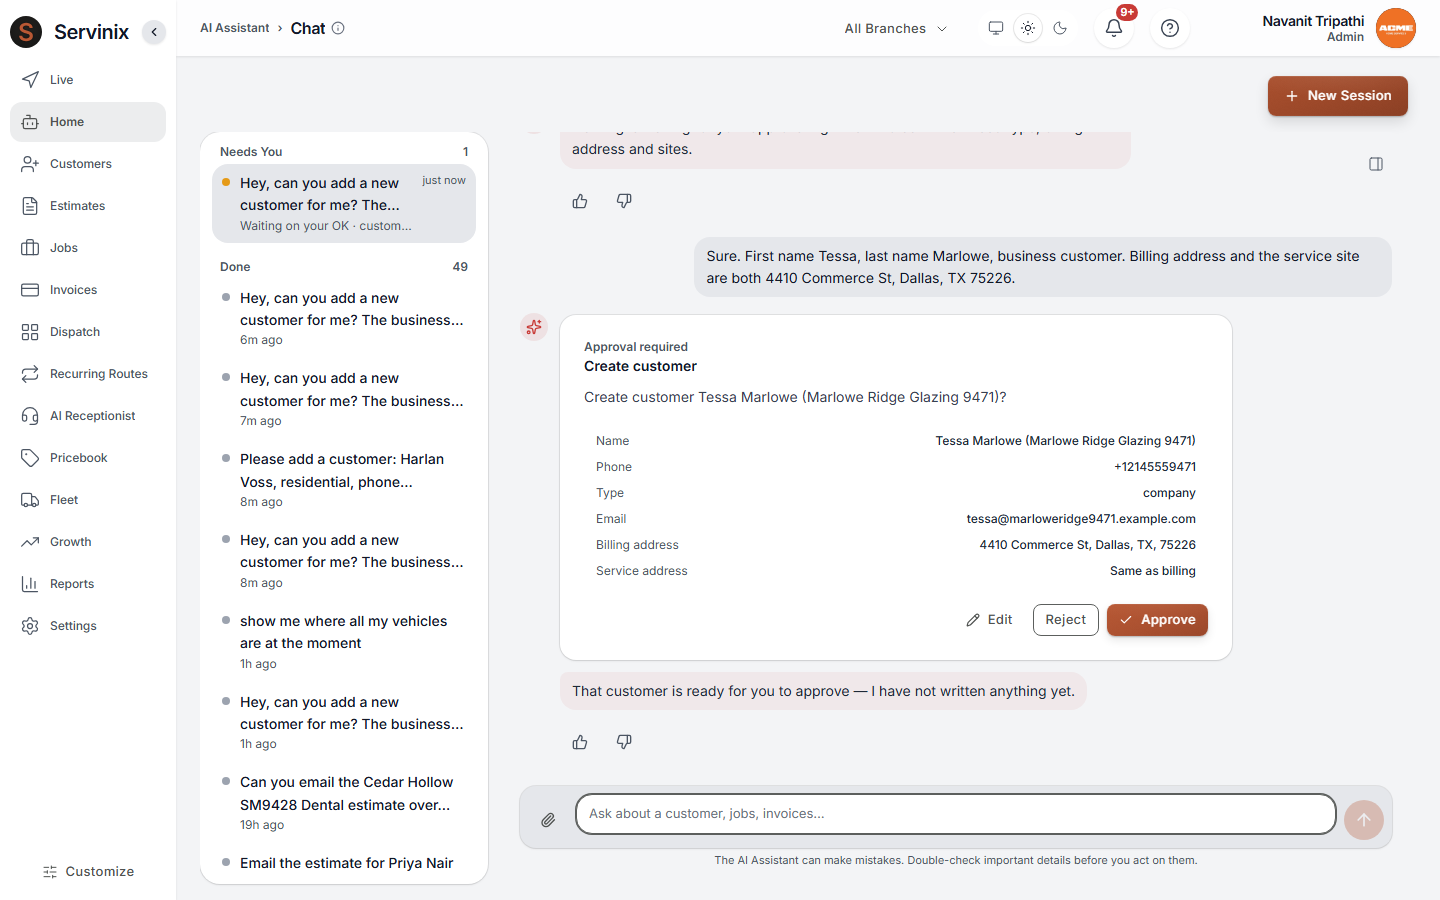 Servinix
Live
Home
Customers
Estimates
Jobs
Invoices
Dispatch
Recurring Routes
AI Receptionist
Pricebook
Fleet
Growth
Reports
Settings
Customize
AI Assistant › Chat
All Branches
9+
Navanit Tripathi
Admin
ACME
New Session
Needs You 1
Hey, can you add a new just now
customer for me? The...
Waiting on your OK · custom...
Done 49
Hey, can you add a new
customer for me? The business...
6m ago
Hey, can you add a new
customer for me? The business...
7m ago
Please add a customer: Harlan
Voss, residential, phone...
8m ago
Hey, can you add a new
customer for me? The business...
8m ago
show me where all my vehicles
are at the moment
1h ago
Hey, can you add a new
customer for me? The business...
1h ago
Can you email the Cedar Hollow
SM9428 Dental estimate over...
19h ago
Email the estimate for Priya Nair
address and sites.
Sure. First name Tessa, last name Marlowe, business customer. Billing address and the service site
are both 4410 Commerce St, Dallas, TX 75226.
Approval required
Create customer
Create customer Tessa Marlowe (Marlowe Ridge Glazing 9471)?
Name Tessa Marlowe (Marlowe Ridge Glazing 9471)
Phone +12145559471
Type company
Email tessa@marloweridge9471.example.com
Billing address 4410 Commerce St, Dallas, TX, 75226
Service address Same as billing
Edit Reject Approve
That customer is ready for you to approve — I have not written anything yet.
Ask about a customer, jobs, invoices...
The AI Assistant can make mistakes. Double-check important details before you act on them.